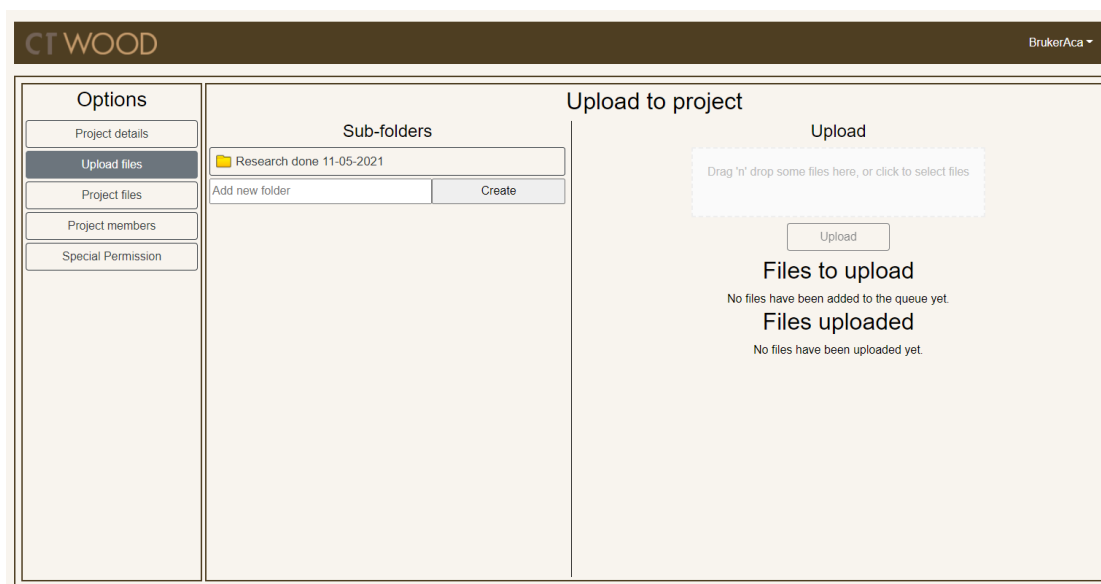 CT WOOD
BrukerAca
Options
Project details
Upload files
Project files
Project members
Special Permission
Upload to project
Sub-folders
Research done 11-05-2021
Add new folder
Create
Upload
Drag 'n' drop some files here, or click to select files
Upload
Files to upload
No files have been added to the queue yet.
Files uploaded
No files have been uploaded yet.